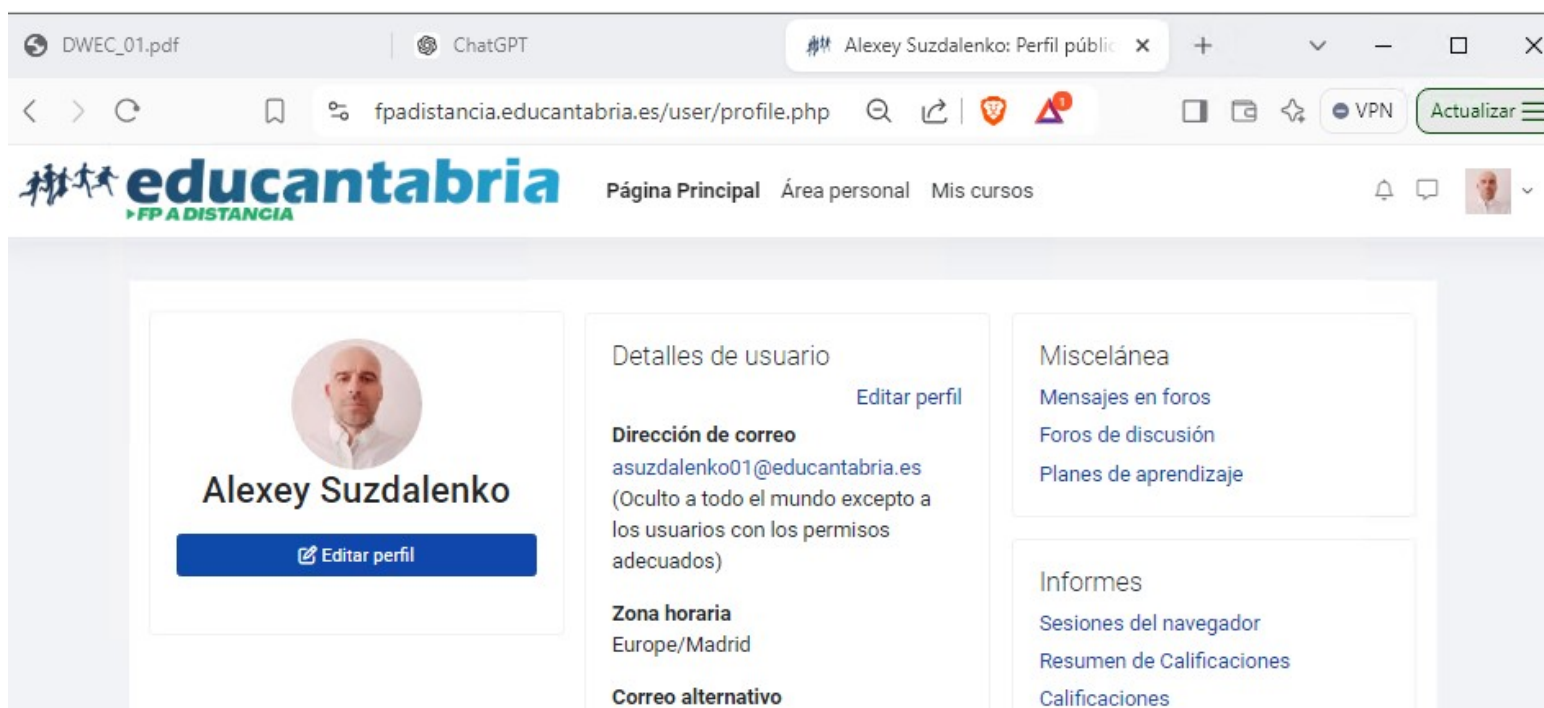 DWEC_01.pdf
ChatGPT
Alexey Suzdalenko: Perfil públic
fpadistancia.educantabria.es/user/profile.php
1
VPN
Actualizar
educantabria
FP A DISTANCIA
Página Principal
Área personal
Mis cursos
Alexey Suzdalenko
Editar perfil
Detalles de usuario
Editar perfil
Dirección de correo
asuzdalenko01@educantabria.es
(Oculto a todo el mundo excepto a
los usuarios con los permisos
adecuados)
Zona horaria
Europe/Madrid
Correo alternativo
Miscelánea
Mensajes en foros
Foros de discusión
Planes de aprendizaje
Informes
Sesiones del navegador
Resumen de Calificaciones
Calificaciones